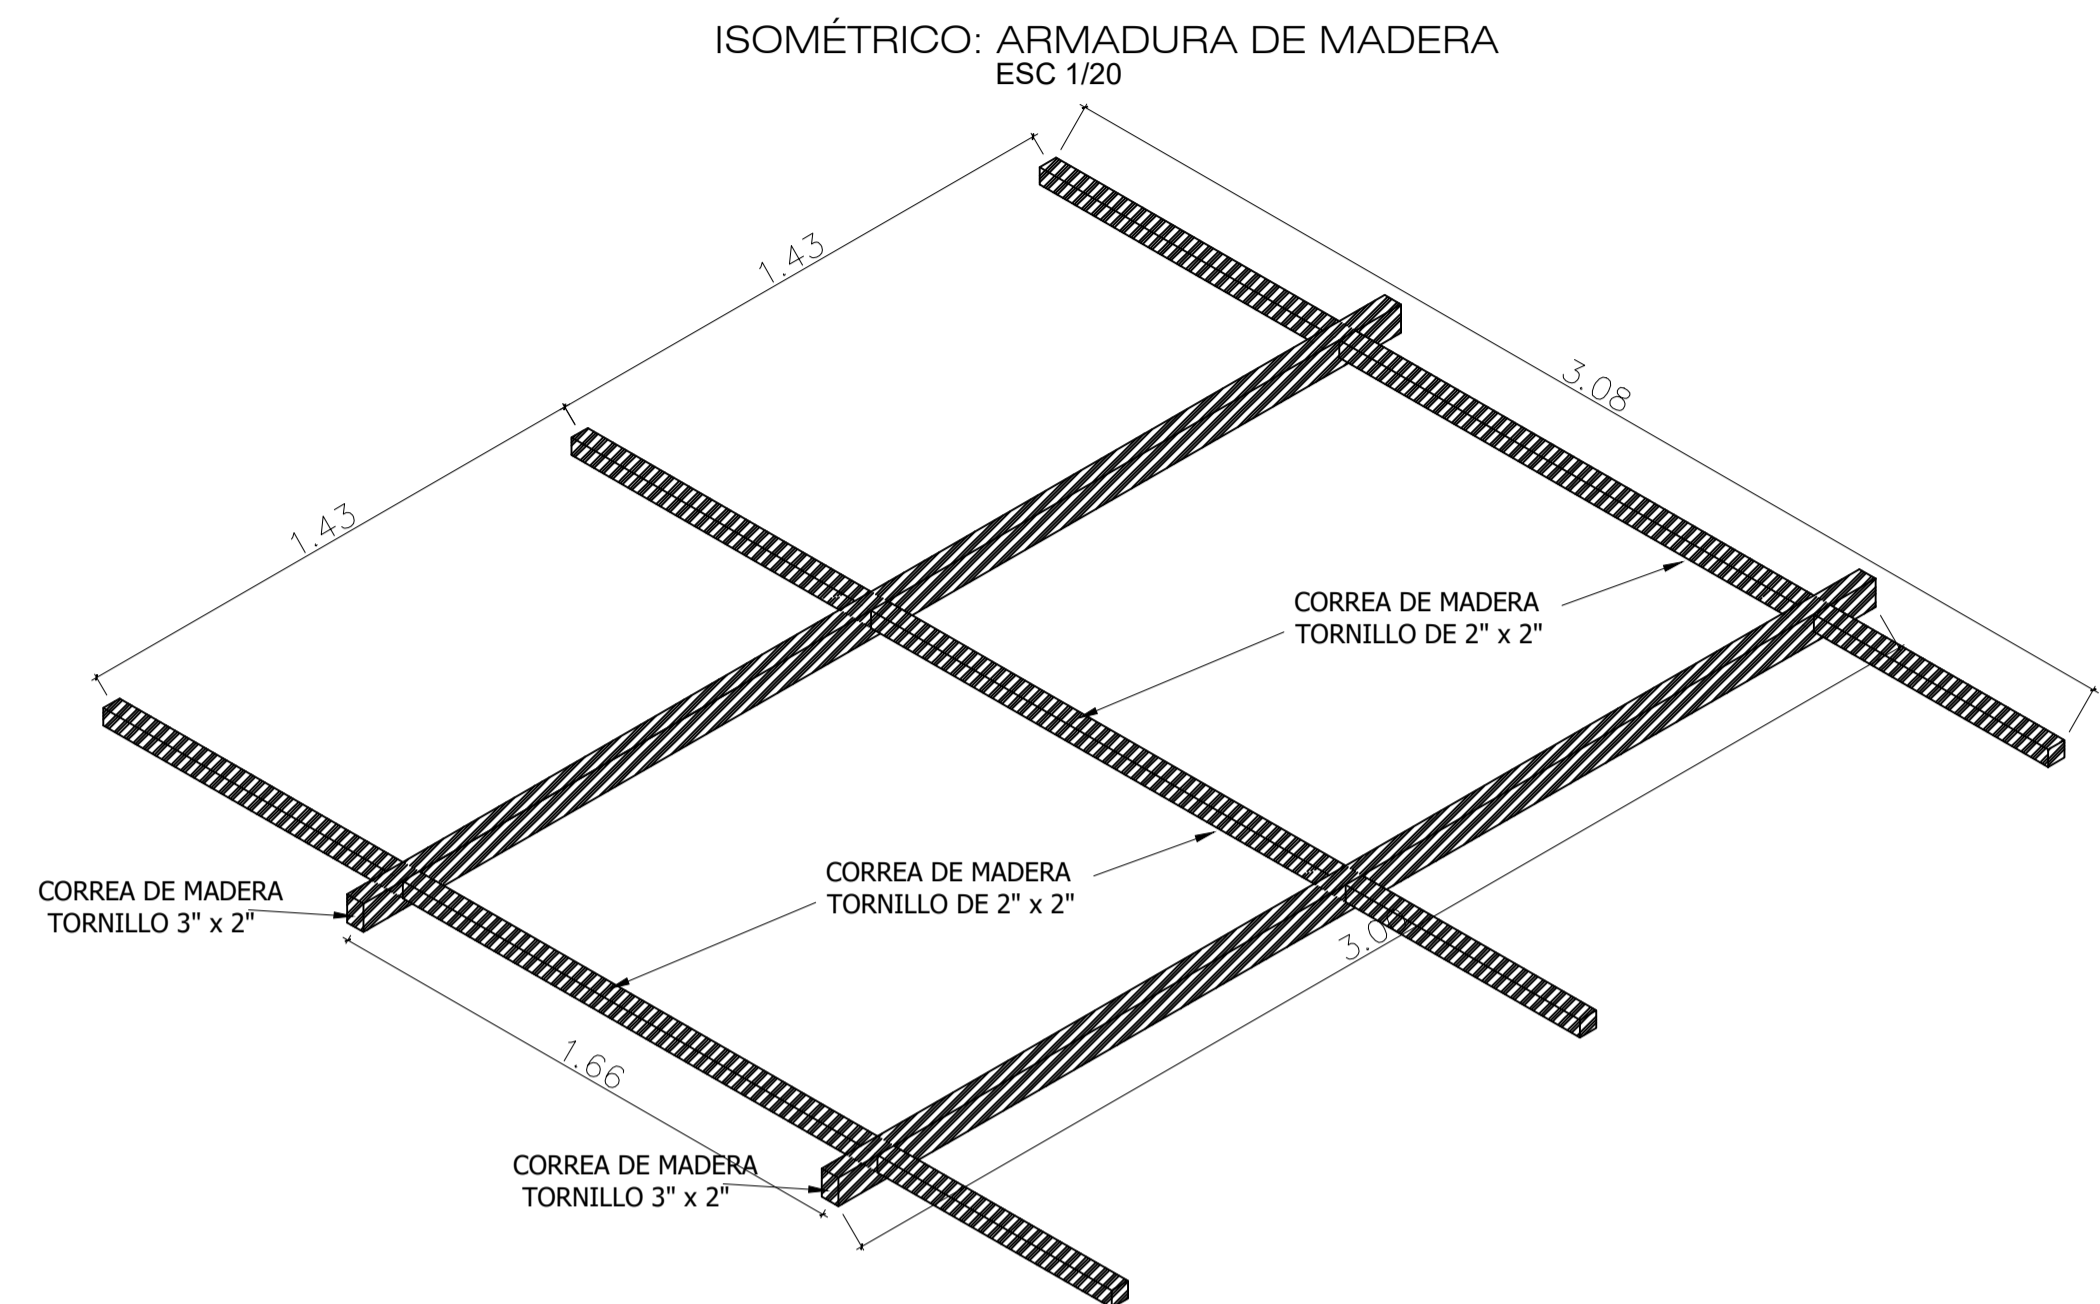 ISOMÉTRICO: ARMADURA DE MADERA
ESC 1/20
1.43
3.08
1.43
CORREA DE MADERA
TORNILLO DE 2" x 2"
CORREA DE MADERA
TORNILLO DE 2" x 2"
CORREA DE MADERA
TORNILLO 3" x 2"
1.66
CORREA DE MADERA
TORNILLO 3" x 2"